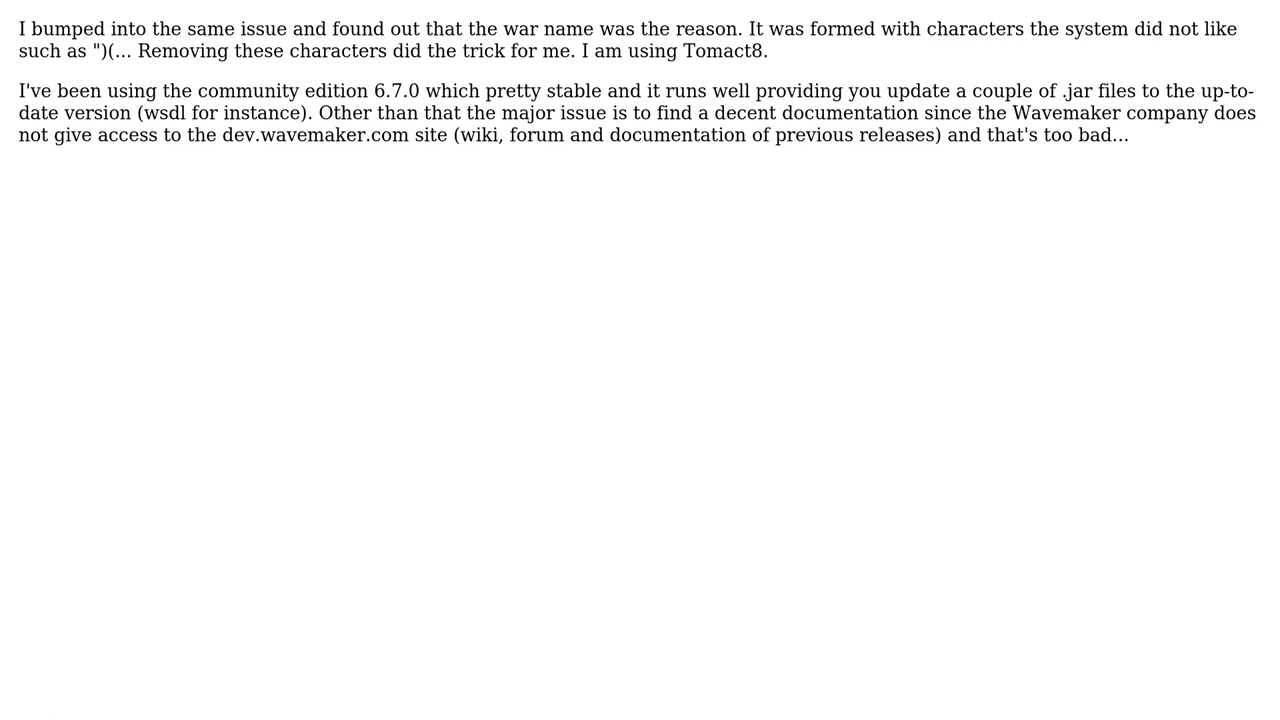 I bumped into the same issue and found out that the war name was the reason. It was formed with characters the system did not like
such as ")(... Removing these characters did the trick for me. I am using Tomact8.
I've been using the community edition 6.7.0 which pretty stable and it runs well providing you update a couple of .jar files to the up-to-
date version (wsdl for instance). Other than that the major issue is to find a decent documentation since the Wavemaker company does
not give access to the dev.wavemaker.com site (wiki, forum and documentation of previous releases) and that's too bad...